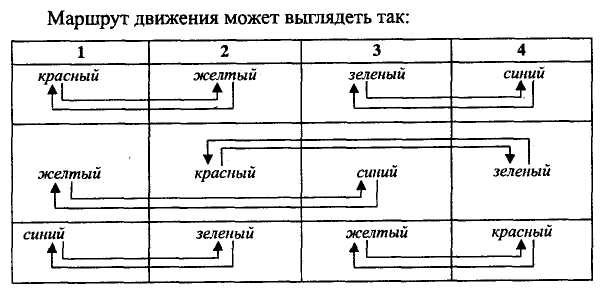 Маршрут движения может выглядеть так:
1 2 3 4
красный желтый зеленый синий
желтый красный синий зеленый
синий зеленый желтый красный